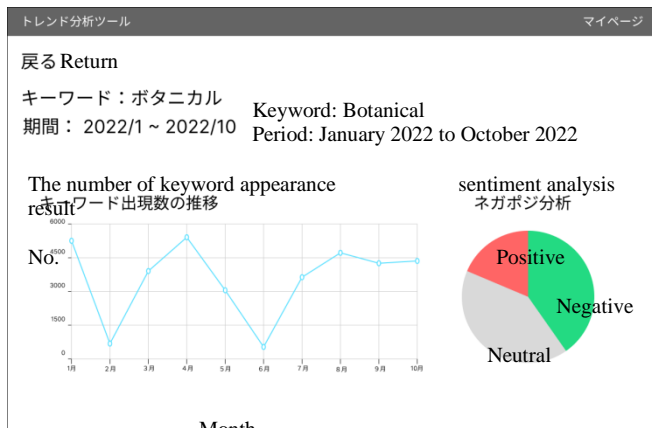 トレンド分析ツール
マイページ
戻る Return
キーワード：ボタニカル
期間： 2022/1 ~ 2022/10
Keyword: Botanical
Period: January 2022 to October 2022
The number of keyword appearance
result
キーワード出現数の推移
sentiment analysis
ネガポジ分析
No.
6000
4500
3000
1500
0
1月 2月 3月 4月 5月 6月 7月 8月 9月 10月
Positive
Negative
Neutral
Month